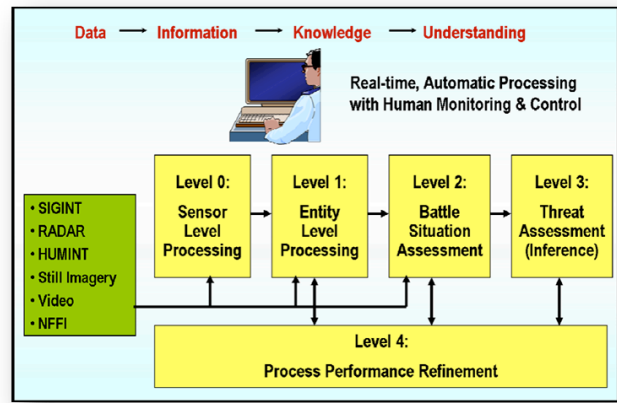 Data → Information → Knowledge → Understanding
Real-time, Automatic Processing
with Human Monitoring & Control
• SIGINT
• RADAR
• HUMINT
• Still Imagery
• Video
• NFFI
Level 0:
Sensor
Level
Processing
Level 1:
Entity
Level
Processing
Level 2:
Battle
Situation
Assessment
Level 3:
Threat
Assessment
(Inference)
Level 4:
Process Performance Refinement